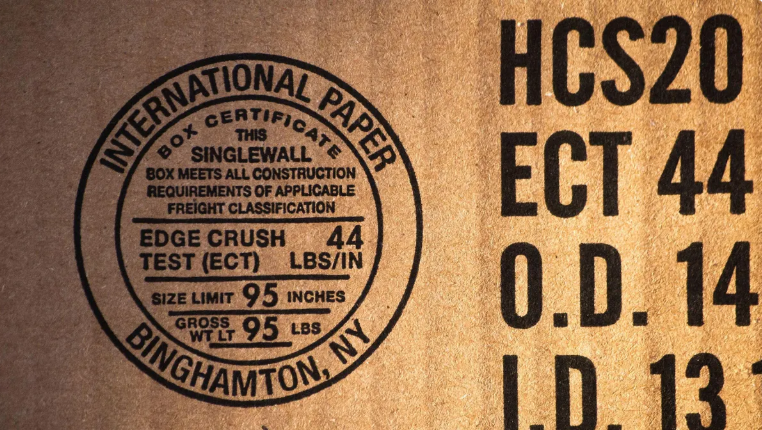 INTERNATIONAL PAPER
BOX CERTIFICATE
THIS
SINGLEWALL
BOX MEETS ALL CONSTRUCTION
REQUIREMENTS OF APPLICABLE
FREIGHT CLASSIFICATION
EDGE CRUSH 44
TEST (ECT) LBS/IN
SIZE LIMIT 95 INCHES
GROSS
WT LT 95 LBS
BINGHAMTON, NY
HCS20
ECT 44
O.D. 14
I.D. 13